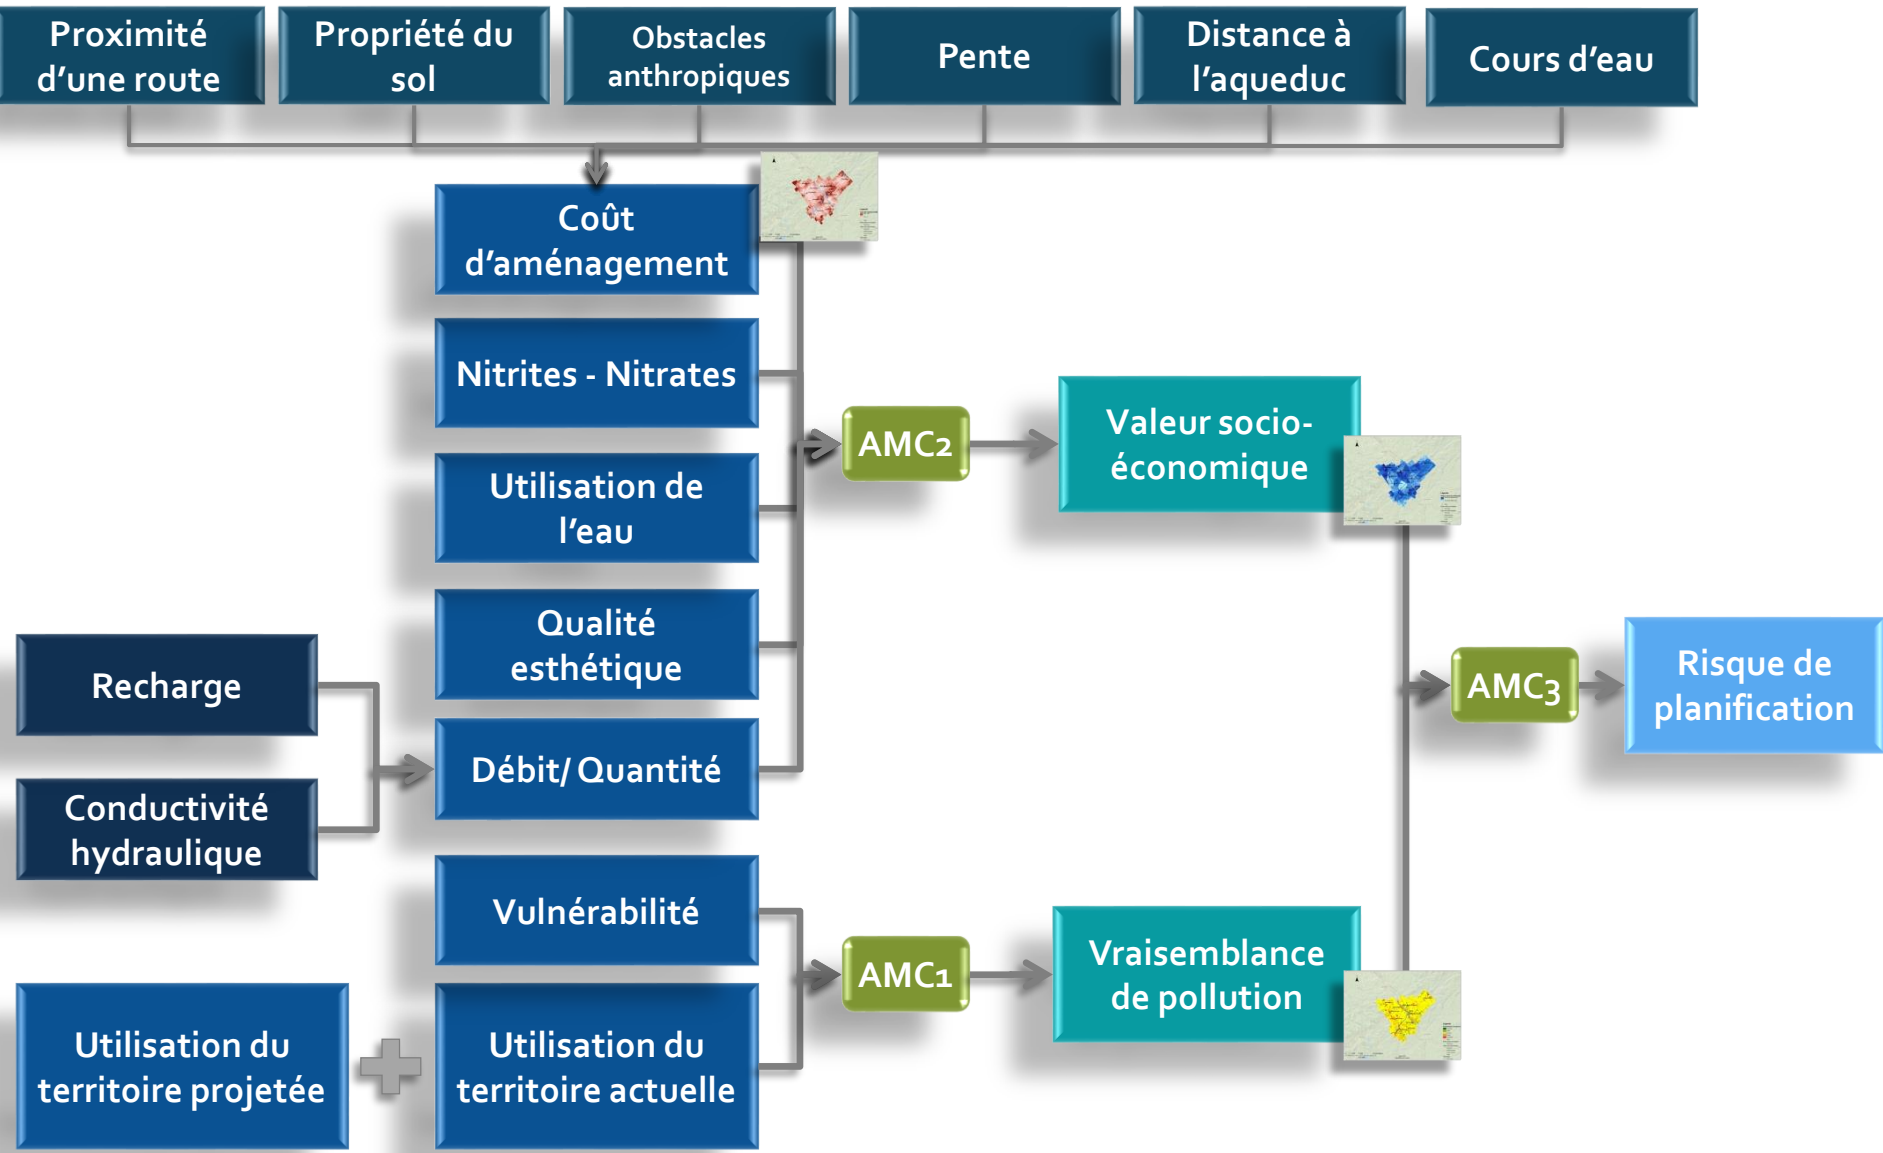 Proximité
d'une route
Propriété du
sol
Obstacles
anthropiques
Pente
Distance à
l'aqueduc
Cours d'eau
Coût
d'aménagement
Nitrites - Nitrates
Utilisation de
l'eau
Qualité
esthétique
Débit/ Quantité
Recharge
Conductivité
hydraulique
Vulnérabilité
Utilisation du
territoire projetée
Utilisation du
territoire actuelle
AMC2
Valeur socio-
économique
AMC1
Vraisemblance
de pollution
AMC3
Risque de
planification